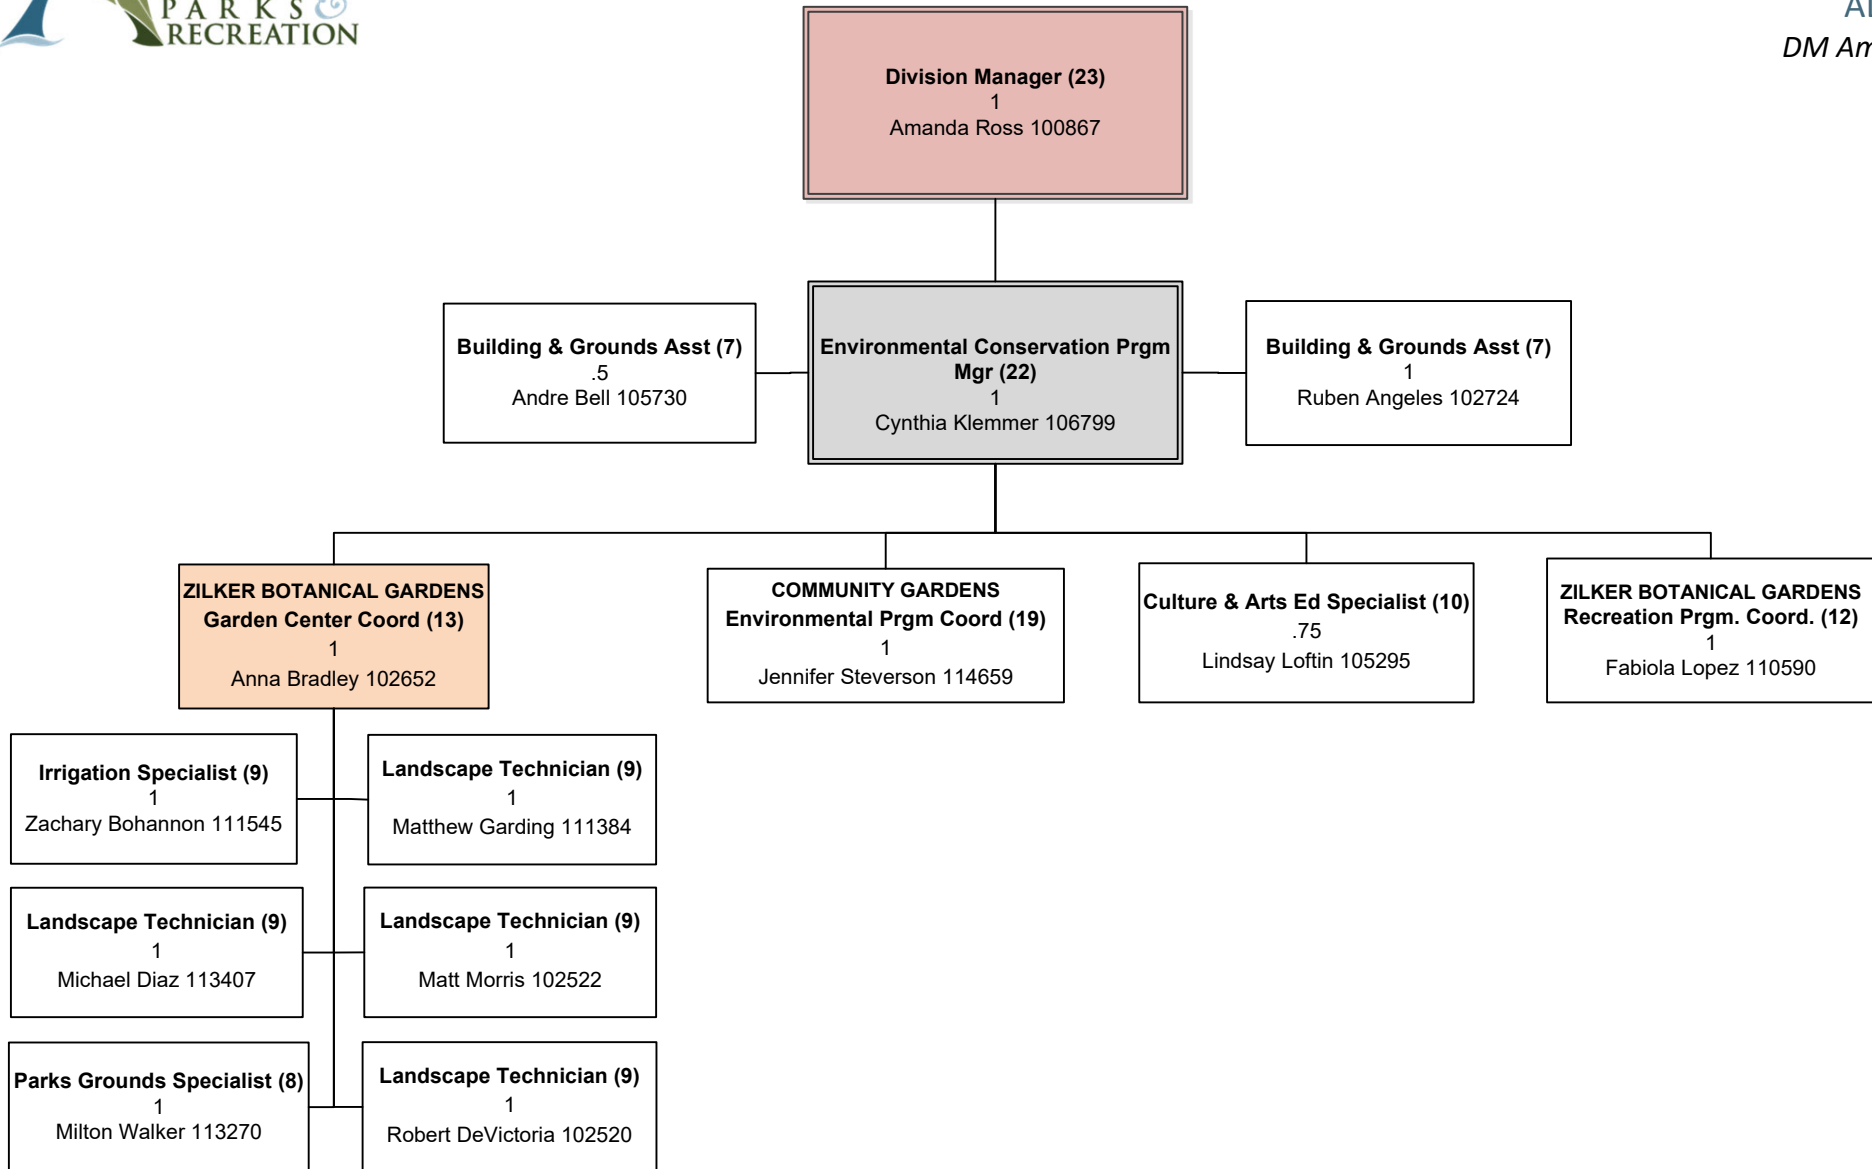 PARKS &
RECREATION
DM Am
Division Manager (23)
1
Amanda Ross 100867
Building & Grounds Asst (7)
.5
Andre Bell 105730
Environmental Conservation Prgm
Mgr (22)
1
Cynthia Klemmer 106799
Building & Grounds Asst (7)
1
Ruben Angeles 102724
ZILKER BOTANICAL GARDENS
Garden Center Coord (13)
1
Anna Bradley 102652
COMMUNITY GARDENS
Environmental Prgm Coord (19)
1
Jennifer Steverson 114659
Culture & Arts Ed Specialist (10)
.75
Lindsay Loftin 105295
ZILKER BOTANICAL GARDENS
Recreation Prgm. Coord. (12)
1
Fabiola Lopez 110590
Irrigation Specialist (9)
1
Zachary Bohannon 111545
Landscape Technician (9)
1
Matthew Garding 111384
Landscape Technician (9)
1
Michael Diaz 113407
Landscape Technician (9)
1
Matt Morris 102522
Parks Grounds Specialist (8)
1
Milton Walker 113270
Landscape Technician (9)
1
Robert DeVictoria 102520